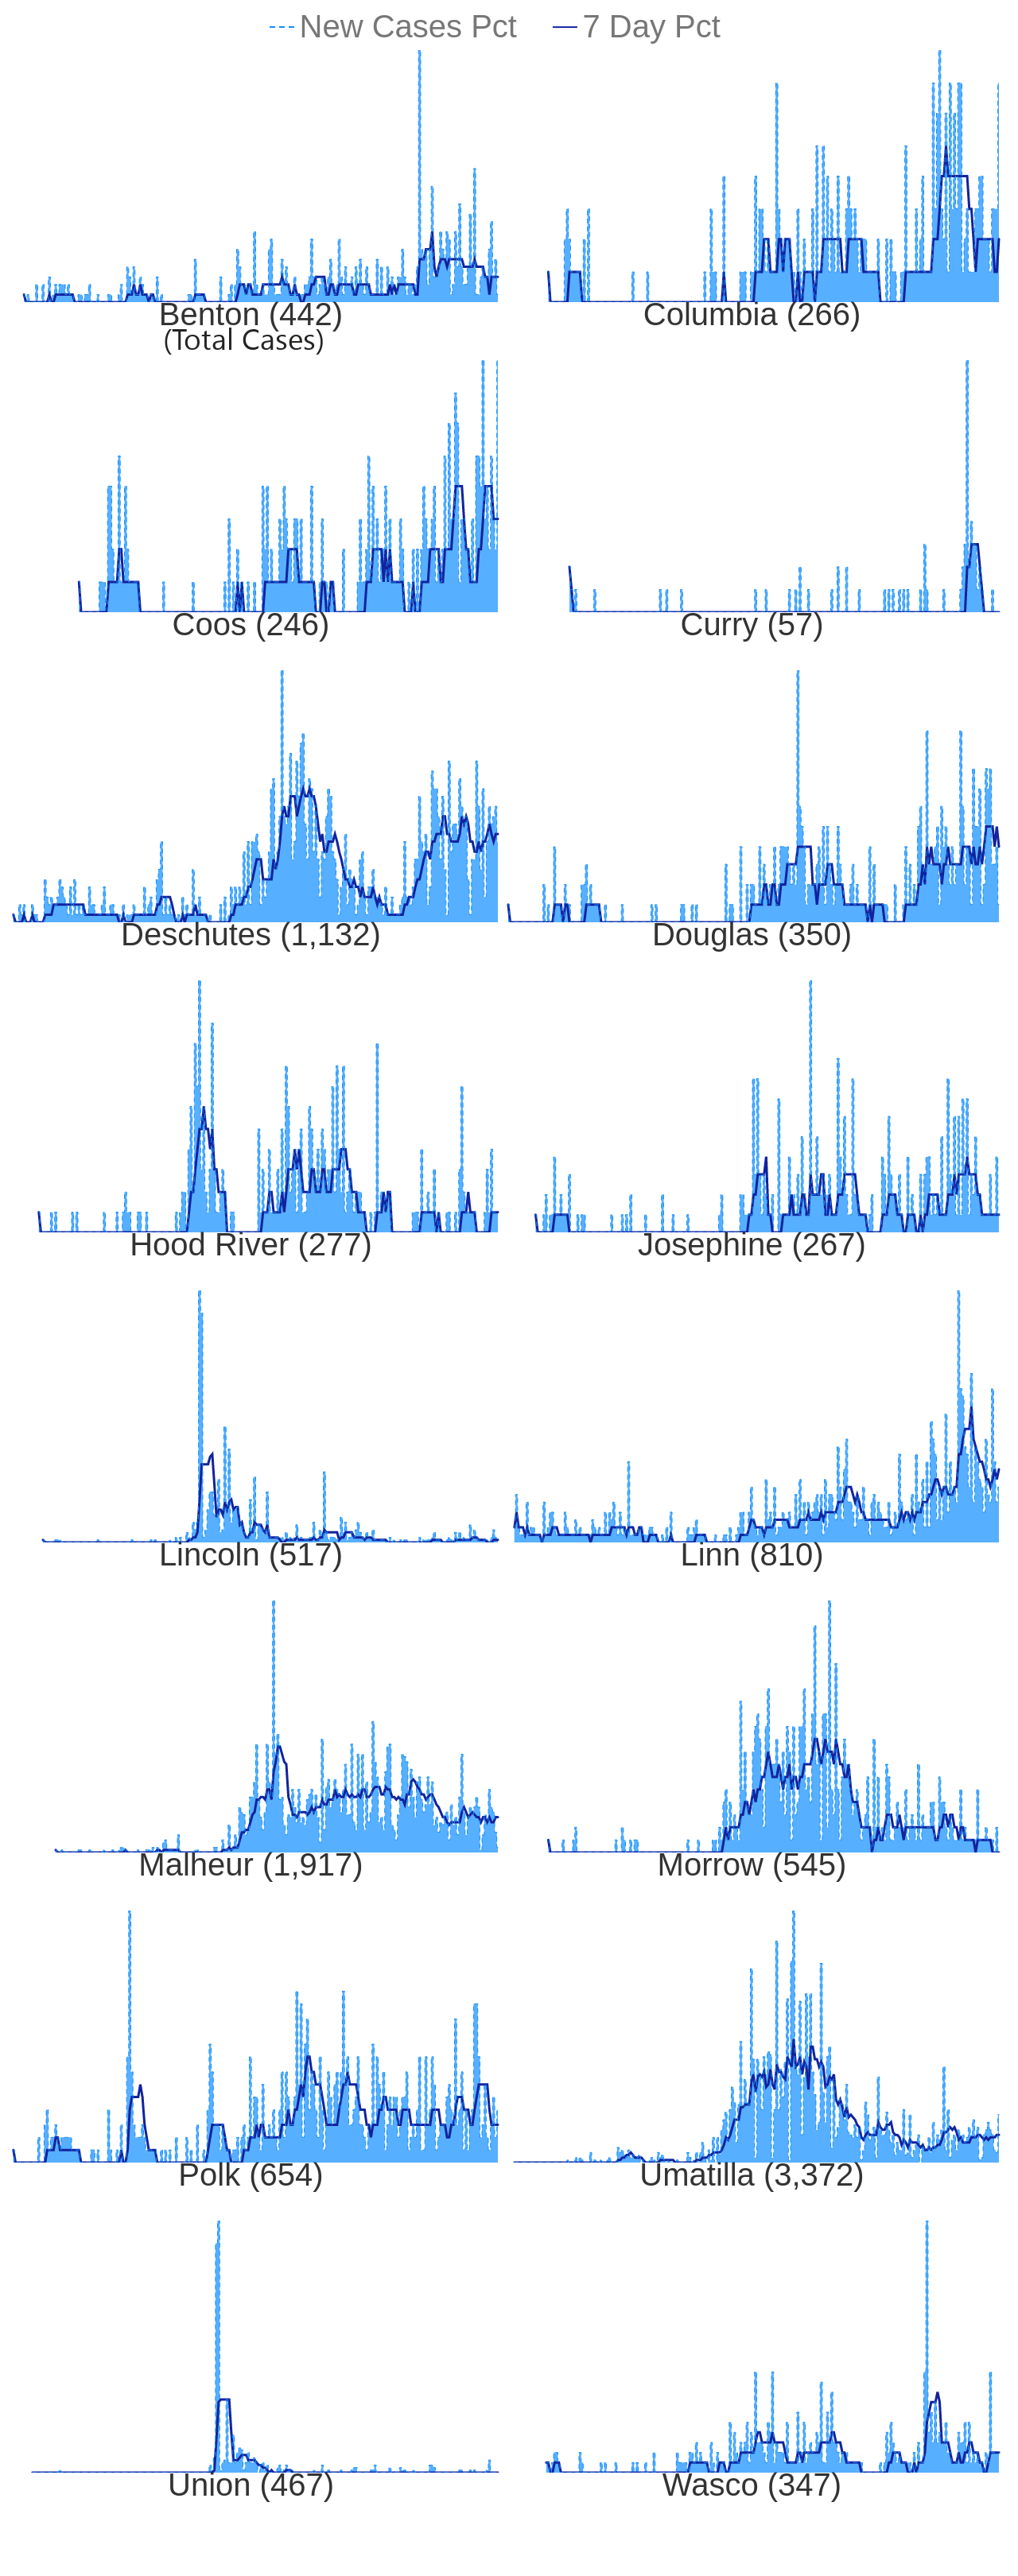 New Cases Pct 7 Day Pct
Benton (442) Columbia (266)
(Total Cases)
Coos (246) Curry (57)
Deschutes (1,132) Douglas (350)
Hood River (277) Josephine (267)
Lincoln (517) Linn (810)
Malheur (1,917) Morrow (545)
Polk (654) Umatilla (3,372)
Union (467) Wasco (347)